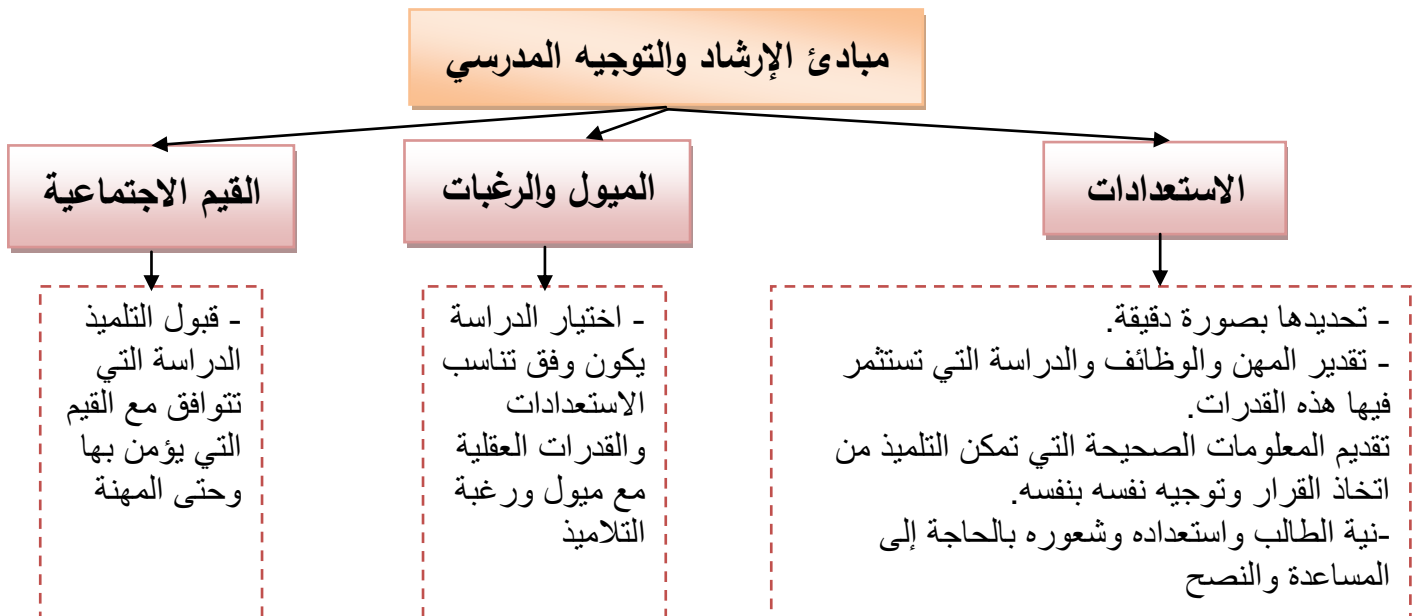 مبادئ الإرشاد والتوجيه المدرسي
الاستعدادات
الميول والرغبات
القيم الاجتماعية
- تحديدها بصورة دقيقة.
- تقدير المهن والوظائف والدراسة التي تستثمر
فيها هذه القدرات.
تقديم المعلومات الصحيحة التي تمكن التلميذ من
اتخاذ القرار وتوجيه نفسه بنفسه.
-نية الطالب واستعداده وشعوره بالحاجة إلى
المساعدة والنصح
- اختيار الدراسة
يكون وفق تناسب
الاستعدادات
والقدرات العقلية
مع ميول ورغبة
التلاميذ
- قبول التلميذ
الدراسة التي
تتوافق مع القيم
التي يؤمن بها
وحتى المهنة